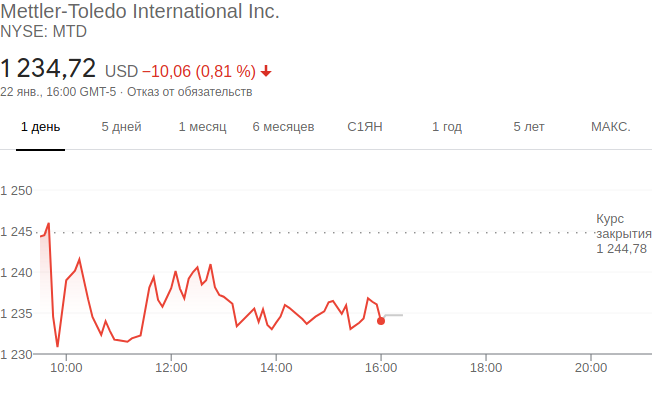 Mettler-Toledo International Inc.
NYSE: MTD
1 234,72 USD −10,06 (0,81 %)
22 янв., 16:00 GMT-5 · Отказ от обязательств
1 день 5 дней 1 месяц 6 месяцев С1ЯН 1 год 5 лет МАКС.
1 250
1 245
1 240
1 235
1 230
Курс
закрытия
1 244,78
10:00 12:00 14:00 16:00 18:00 20:00